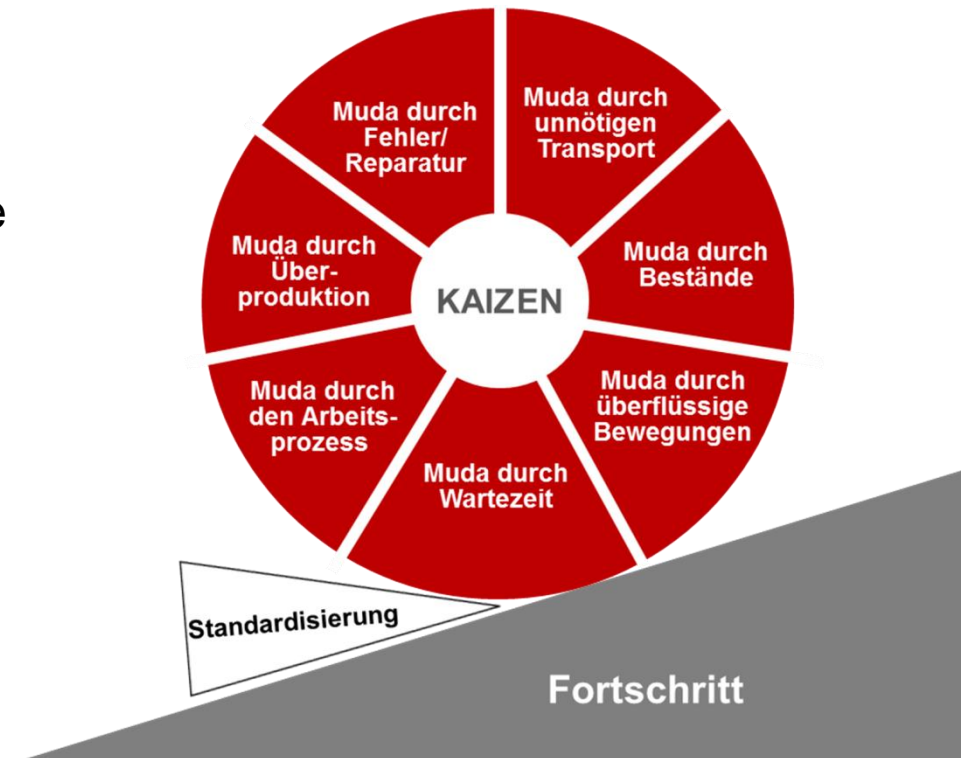 e
Muda durch
Fehler/
Reparatur
Muda durch
unnötigen
Transport
Muda durch
Über-
produktion
Muda durch
Bestände
KAIZEN
Muda durch
den Arbeits-
prozess
Muda durch
überflüssige
Bewegungen
Muda durch
Wartezeit
Standardisierung
Fortschritt